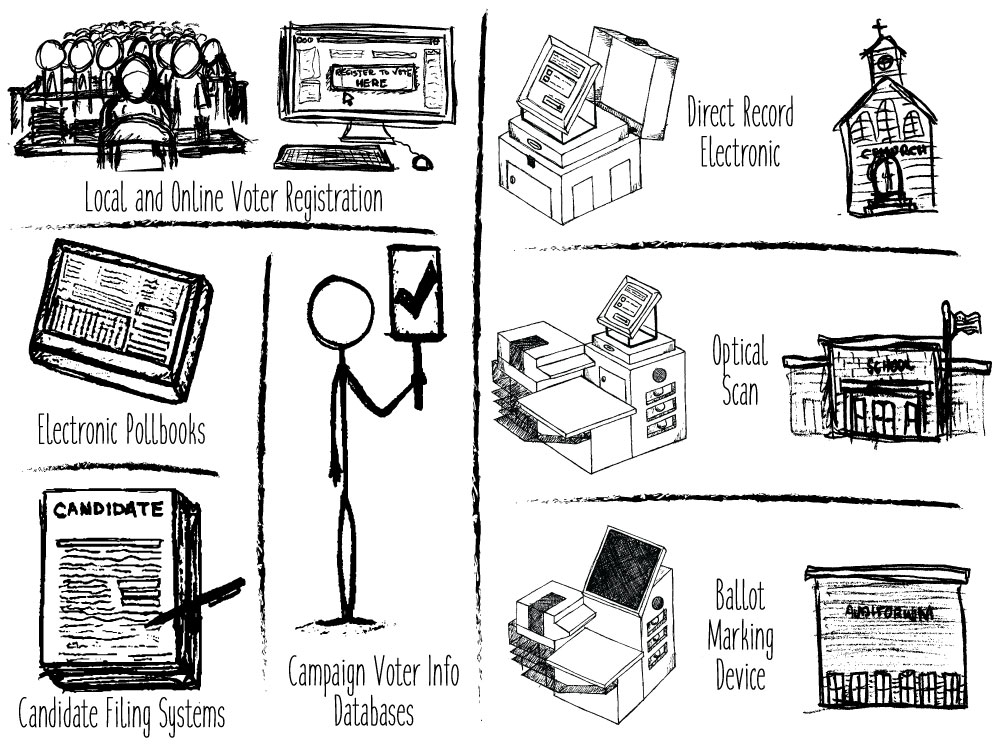 REGISTER TO VOTE
HERE
Local and Online Voter Registration
Electronic Pollbooks
CANDIDATE
Candidate Filing Systems
Campaign Voter Info
Databases
Direct Record
Electronic
CHURCH
Optical
Scan
SCHOOL
Ballot
Marking
Device
AUDITORIUM